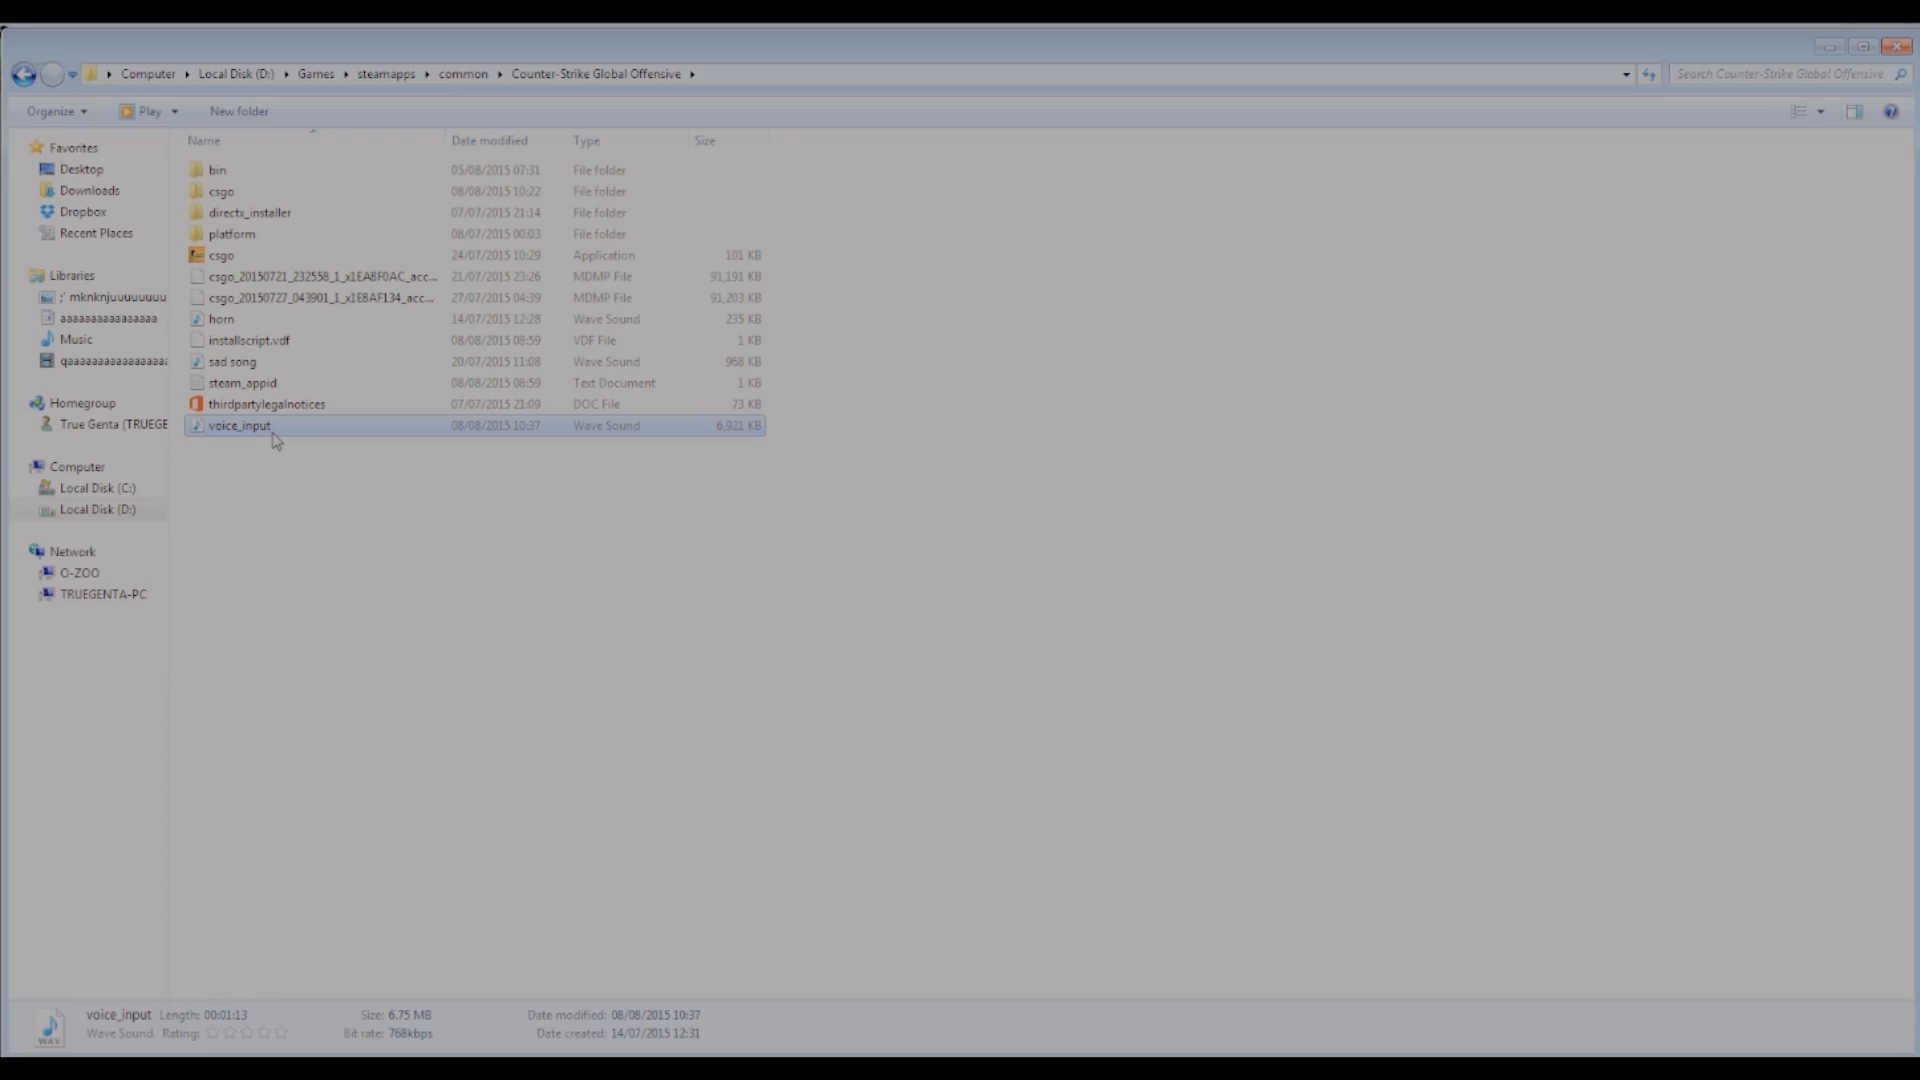 Computer Local Disk (D:) Games steamapps common Counter-Strike Global Offensive Search Counter-Strike Global Offensive
Organize Play New folder
Name Date modified Type Size
Favorites
Desktop
Downloads
Dropbox
Recent Places
Libraries
;' mknknjuuuuuuuu
aaaaaaaaaaaaaaaa
Music
qaaaaaaaaaaaaaaa
Homegroup
True Genta (TRUEGE
Computer
Local Disk (C:)
Local Disk (D:)
Network
O-ZOO
TRUEGENTA-PC
bin 05/08/2015 07:31 File folder
csgo 08/08/2015 10:22 File folder
directx_installer 07/07/2015 21:14 File folder
platform 08/07/2015 00:03 File folder
csgo 24/07/2015 10:29 Application 101 KB
csgo_20150721_232558_1_x1EA8F0AC_acc... 21/07/2015 23:26 MDMP File 91,191 KB
csgo_20150727_043901_1_x1E8AF134_acc... 27/07/2015 04:39 MDMP File 91,203 KB
horn 14/07/2015 12:28 Wave Sound 235 KB
installscript.vdf 08/08/2015 08:59 VDF File 1 KB
sad song 20/07/2015 11:08 Wave Sound 968 KB
steam_appid 08/08/2015 08:59 Text Document 1 KB
thirdpartylegalnotices 07/07/2015 21:09 DOC File 73 KB
voice_input 08/08/2015 10:37 Wave Sound 6,921 KB
voice_input Length: 00:01:13 Size: 6.75 MB Date modified: 08/08/2015 10:37
Wave Sound Rating: Bit rate: 768kbps Date created: 14/07/2015 12:31
WAV